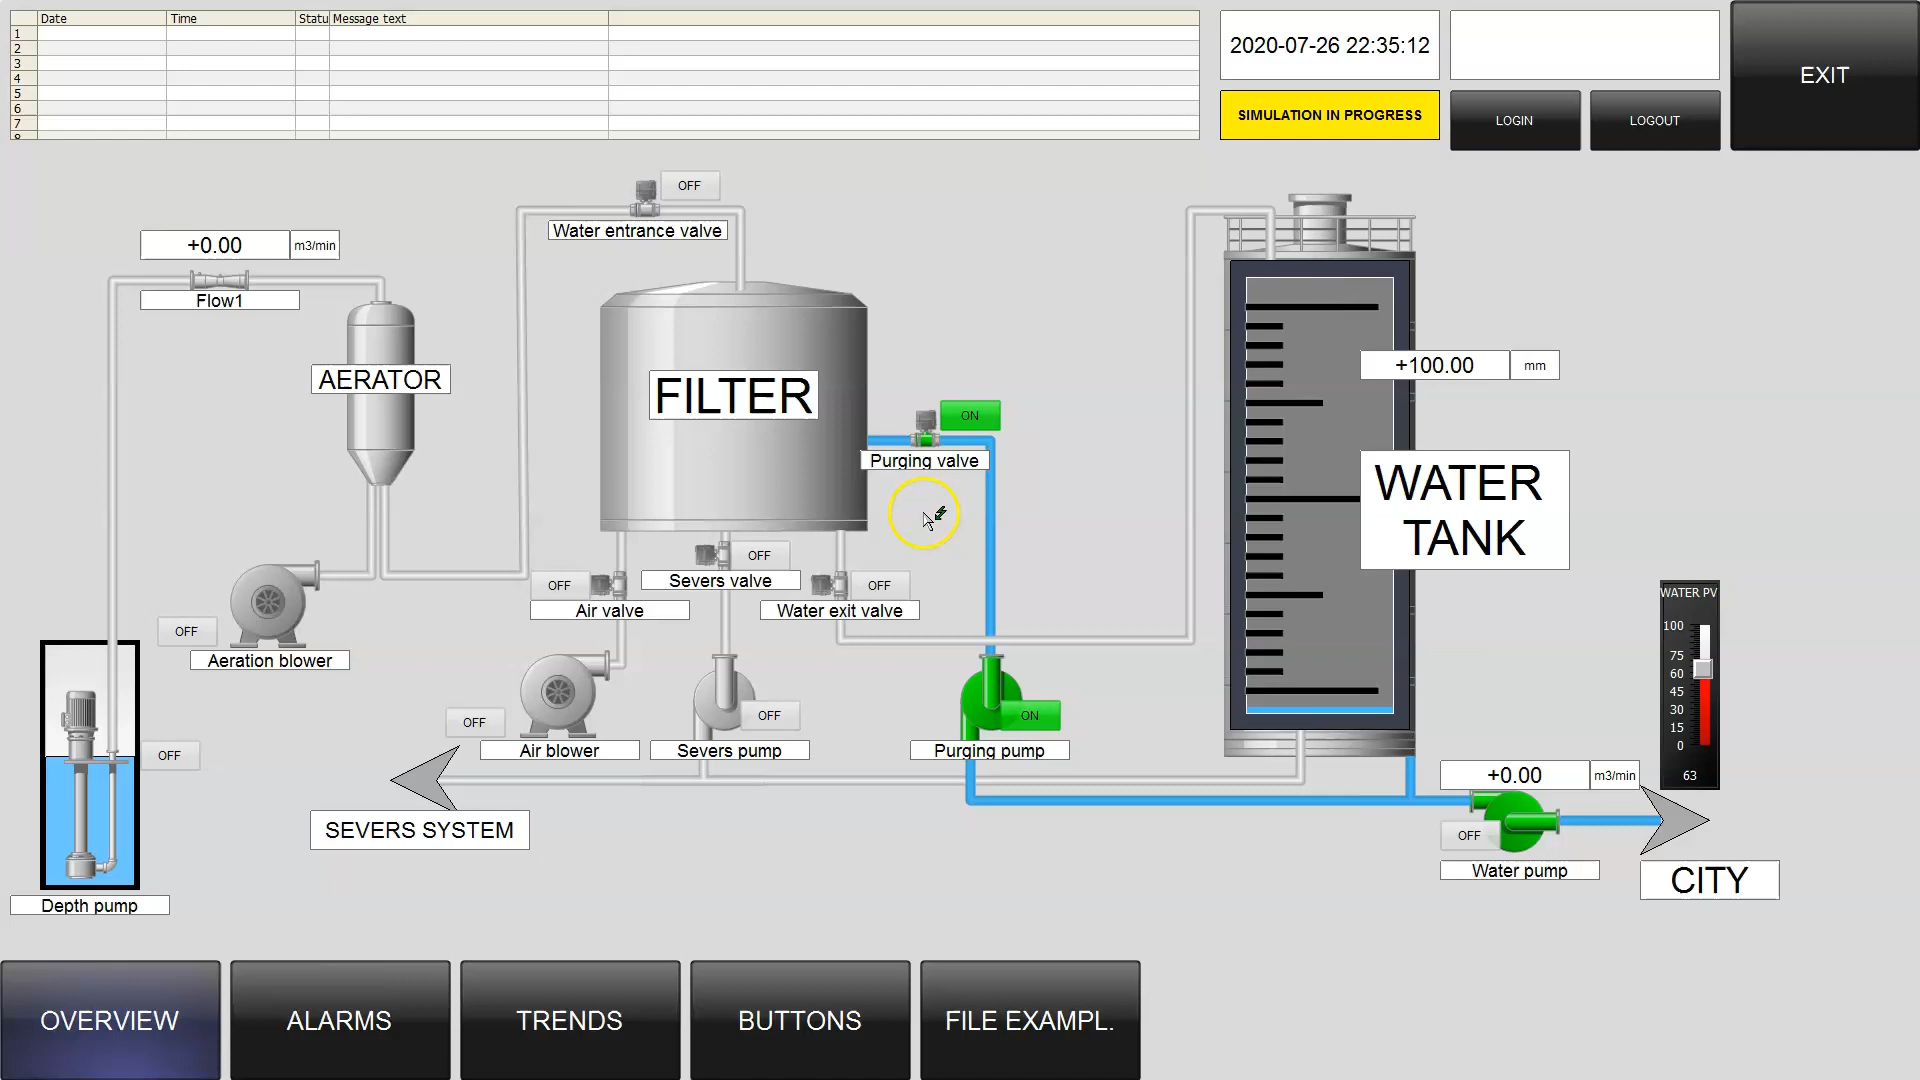 Date Time Statu Message text
1
2
3
4
5
6
7
8
2020-07-26 22:35:12
EXIT
SIMULATION IN PROGRESS
LOGIN
LOGOUT
OFF
Water entrance valve
+0.00 m3/min
Flow1
AERATOR
FILTER
+100.00 mm
ON
Purging valve
WATER
TANK
OFF
Severs valve
OFF
Air valve
OFF
Water exit valve
WATER PV
100
75
60
45
30
15
0
63
OFF
Aeration blower
OFF
Air blower
OFF
Severs pump
ON
Purging pump
OFF
Depth pump
+0.00 m3/min
OFF
Water pump
SEVERS SYSTEM
CITY
OVERVIEW
ALARMS
TRENDS
BUTTONS
FILE EXAMPL.